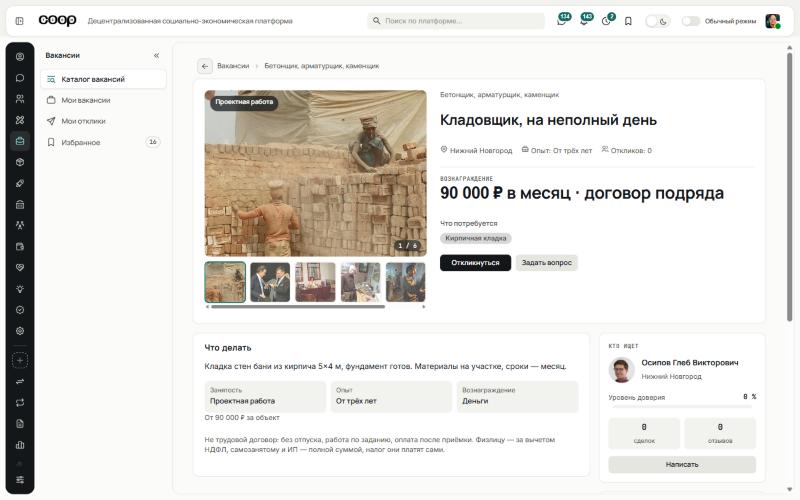 coop
Децентрализованная социально-экономическая платформа
Поиск по платформе...
134
143
2
Обычный режим
Вакансии
Каталог вакансий
Мои вакансии
Мои отклики
Избранное
16
Вакансии
Бетонщик, арматурщик, каменщик
Проектная работа
1 / 6
Бетонщик, арматурщик, каменщик
Кладовщик, на неполный день
Нижний Новгород
Опыт: От трёх лет
Откликов: 0
ВОЗНАГРАЖДЕНИЕ
90 000 ₽ в месяц · договор подряда
Что потребуется
Кирпичная кладка
Откликнуться
Задать вопрос
Что делать
Кладка стен бани из кирпича 5×4 м, фундамент готов. Материалы на участке, сроки — месяц.
Занятость
Проектная работа
Опыт
От трёх лет
Вознаграждение
Деньги
От 90 000 ₽ за объект
Не трудовой договор: без отпуска, работа по заданию, оплата после приёмки. Физлицу — за вычетом
НДФЛ, самозанятому и ИП — полной суммой, налог они платят сами.
КТО ИЩЕТ
Осипов Глеб Викторович
Нижний Новгород
Уровень доверия
0 %
0
сделок
0
отзывов
Написать